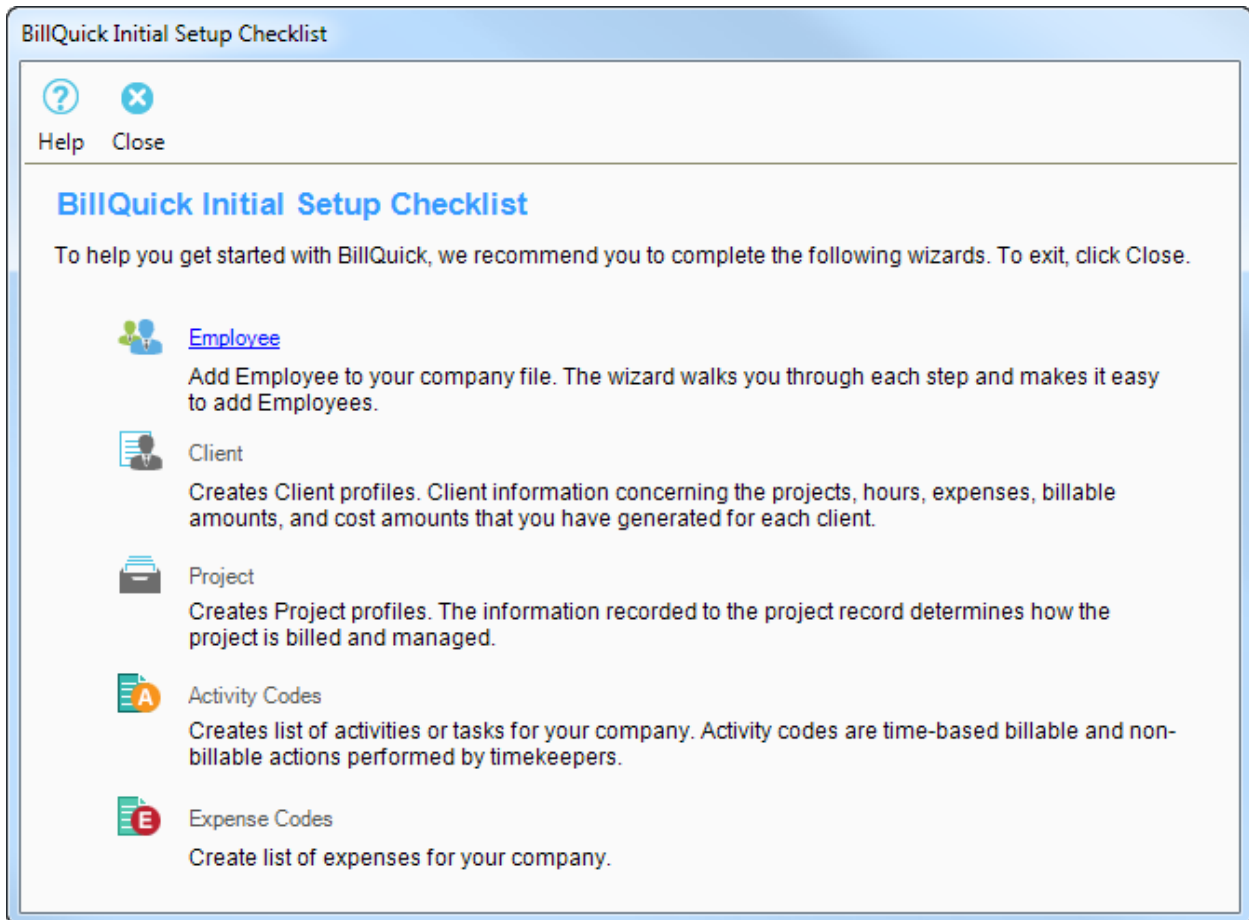 BillQuick Initial Setup Checklist
Help Close
BillQuick Initial Setup Checklist
To help you get started with BillQuick, we recommend you to complete the following wizards. To exit, click Close.
Employee
Add Employee to your company file. The wizard walks you through each step and makes it easy
to add Employees.
Client
Creates Client profiles. Client information concerning the projects, hours, expenses, billable
amounts, and cost amounts that you have generated for each client.
Project
Creates Project profiles. The information recorded to the project record determines how the
project is billed and managed.
A Activity Codes
Creates list of activities or tasks for your company. Activity codes are time-based billable and non-
billable actions performed by timekeepers.
E Expense Codes
Create list of expenses for your company.